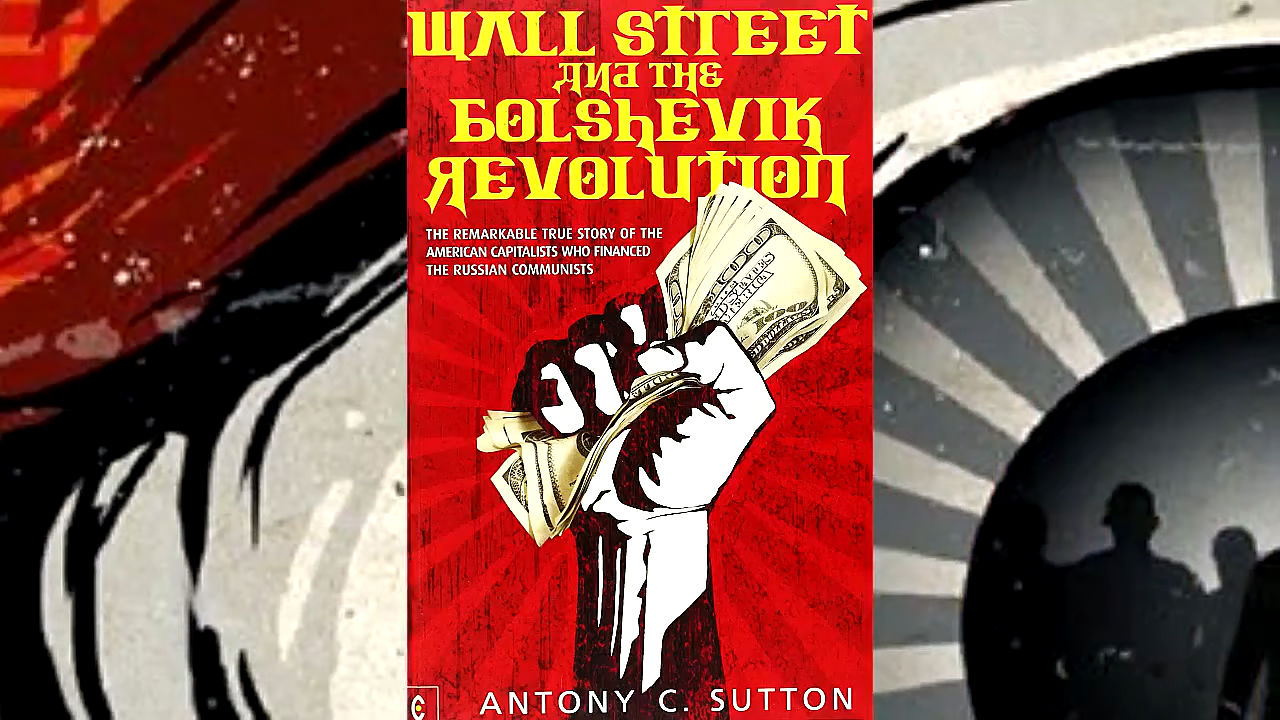 WALL STREET
AND THE
BOLSHEVIK
REVOLUTION
THE REMARKABLE TRUE STORY OF THE
AMERICAN CAPITALISTS WHO FINANCED
THE RUSSIAN COMMUNISTS
ANTONY C. SUTTON